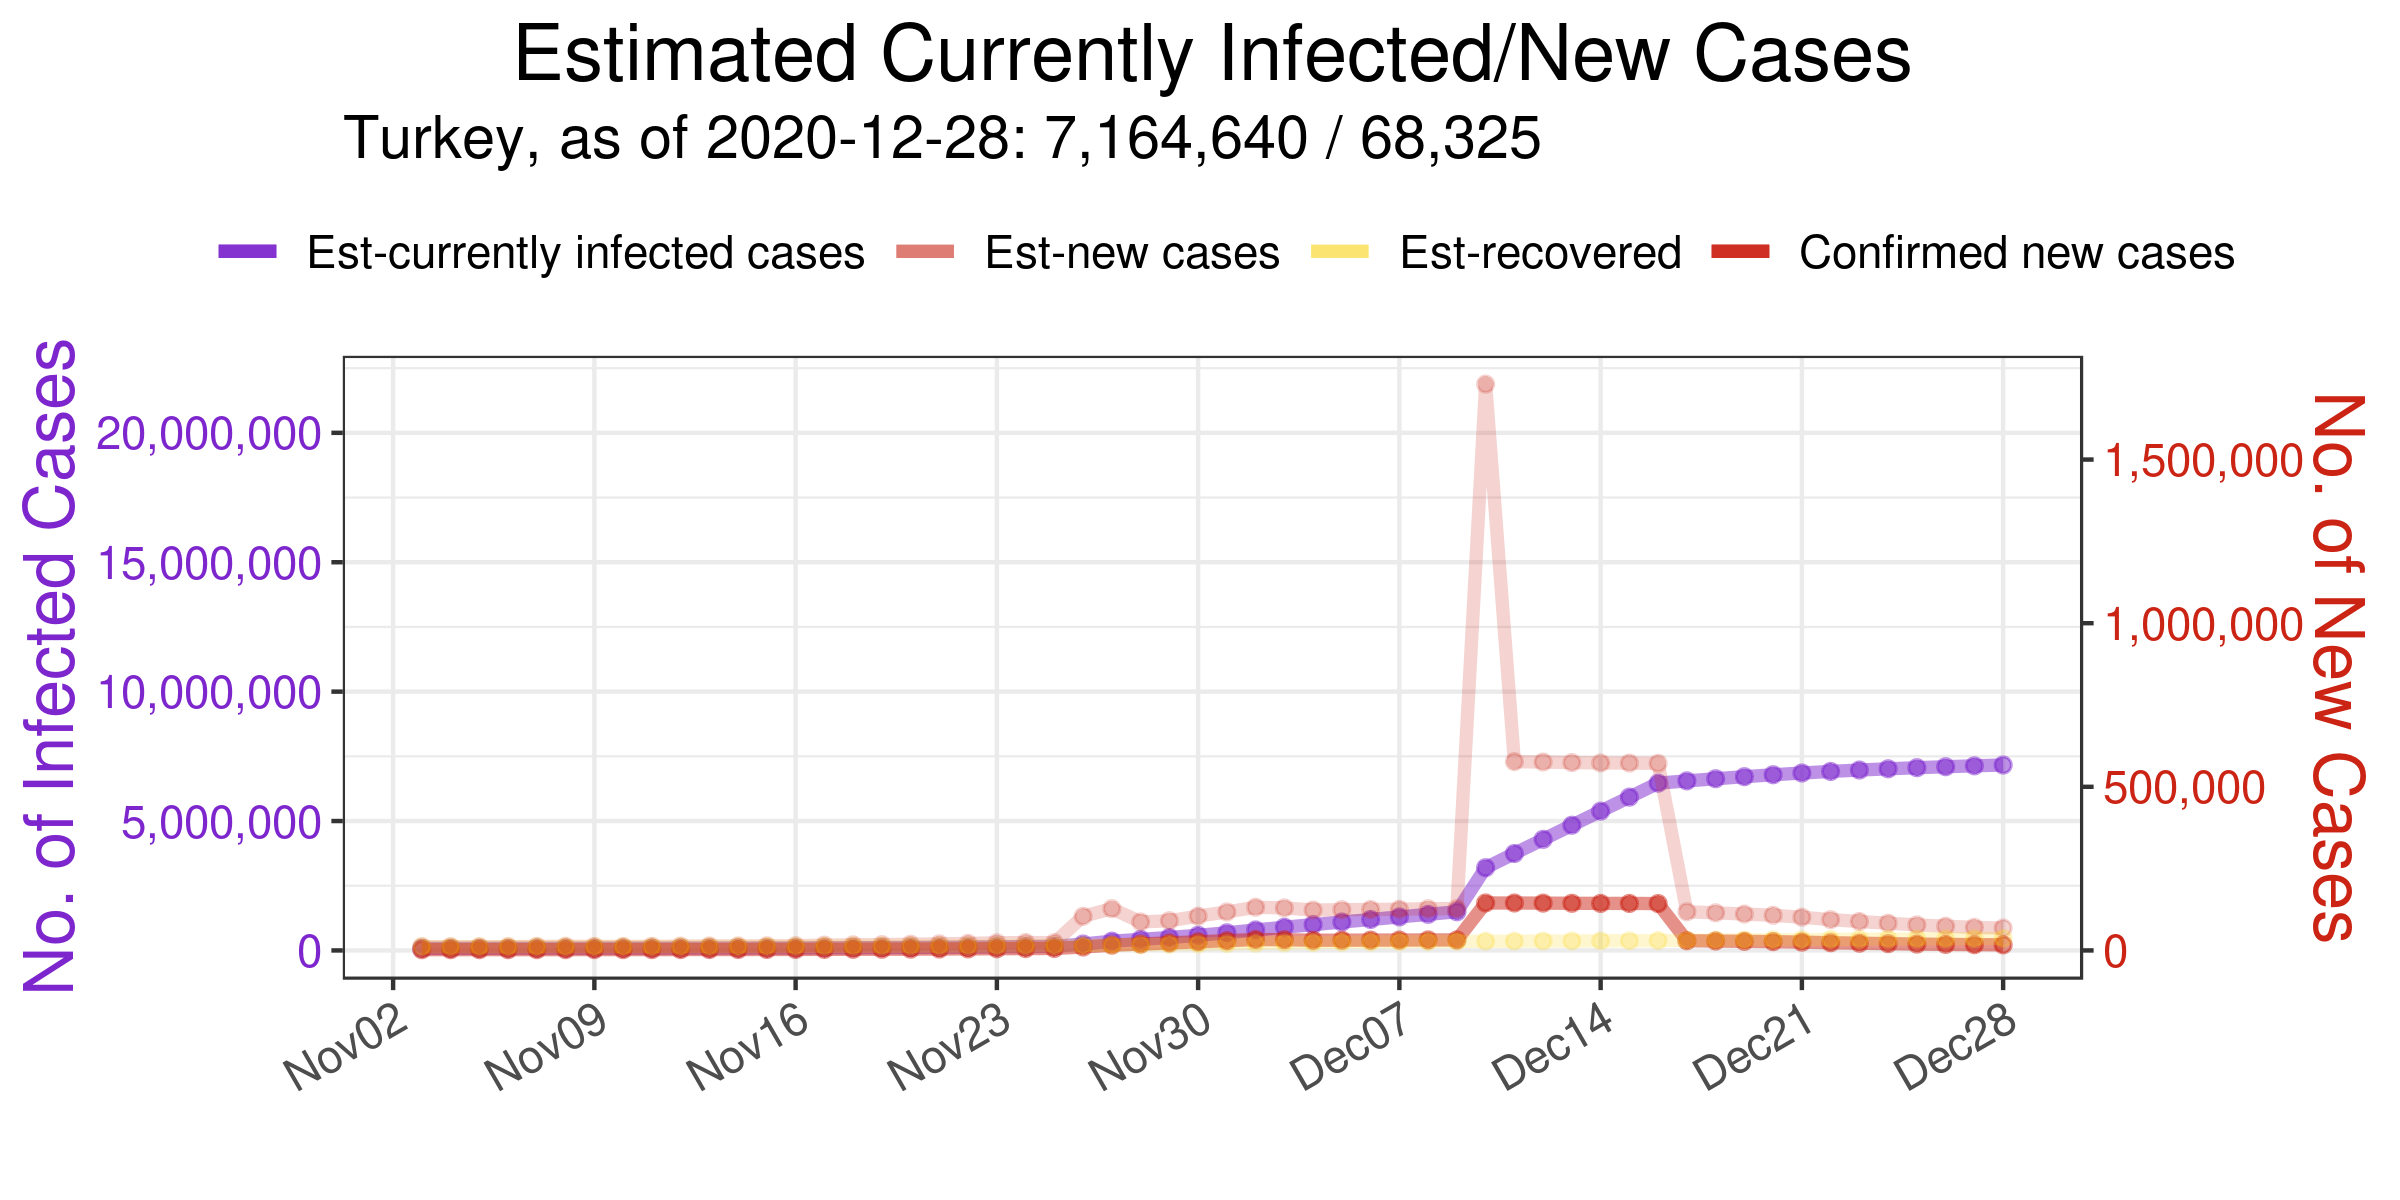 Estimated Currently Infected/New Cases
Turkey, as of 2020-12-28: 7,164,640 / 68,325
Est-currently infected cases
Est-new cases
Est-recovered
Confirmed new cases
No. of Infected Cases
20,000,000
15,000,000
10,000,000
5,000,000
0
No. of New Cases
1,500,000
1,000,000
500,000
0
Nov02
Nov09
Nov16
Nov23
Nov30
Dec07
Dec14
Dec21
Dec28